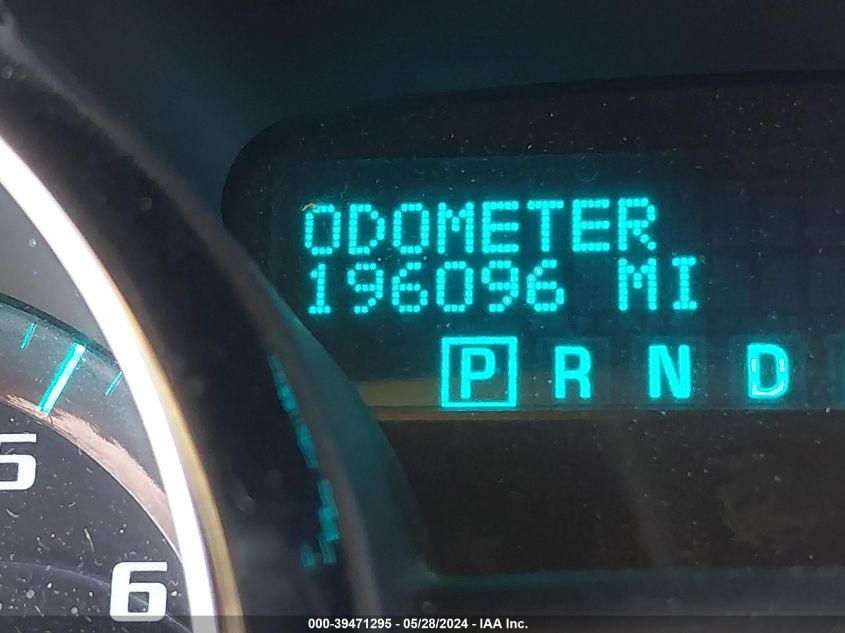 ODOMETER
196096 MI
P R N D
5
6
000-39471295 - 05/28/2024 - IAA Inc.